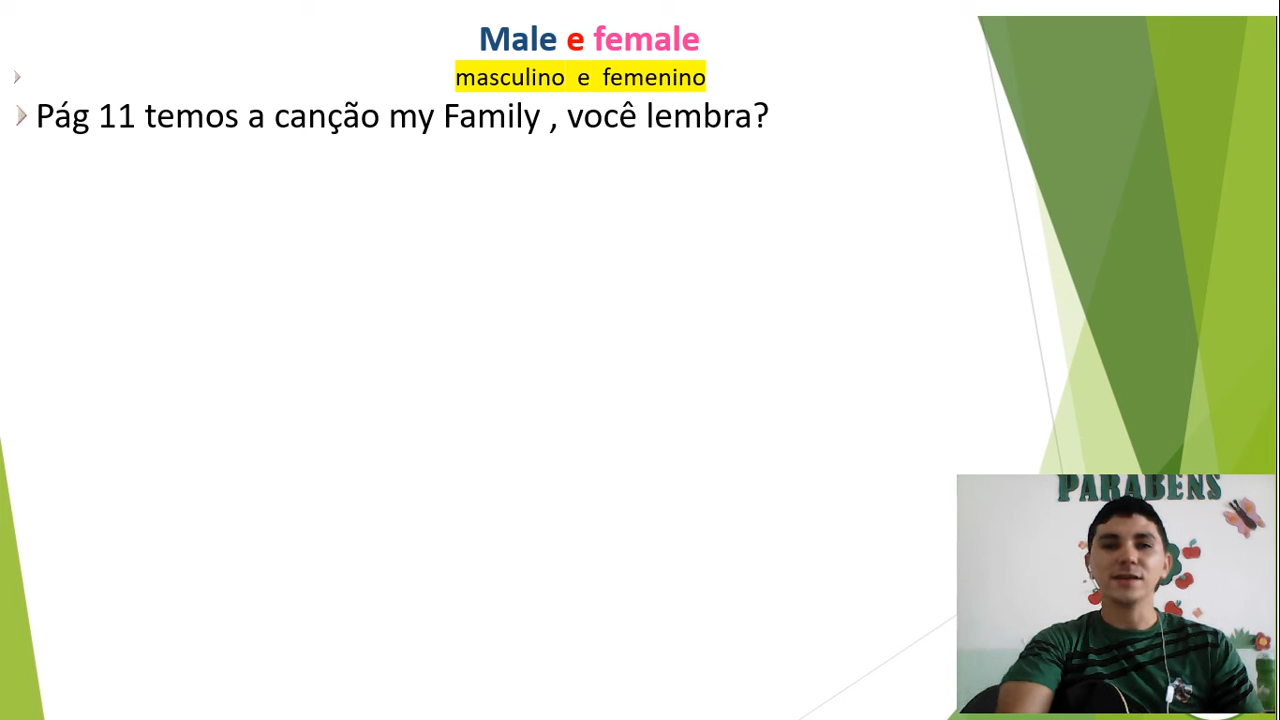 Male e female
masculino e femenino
Pág 11 temos a canção my Family , você lembra?
PARABENS